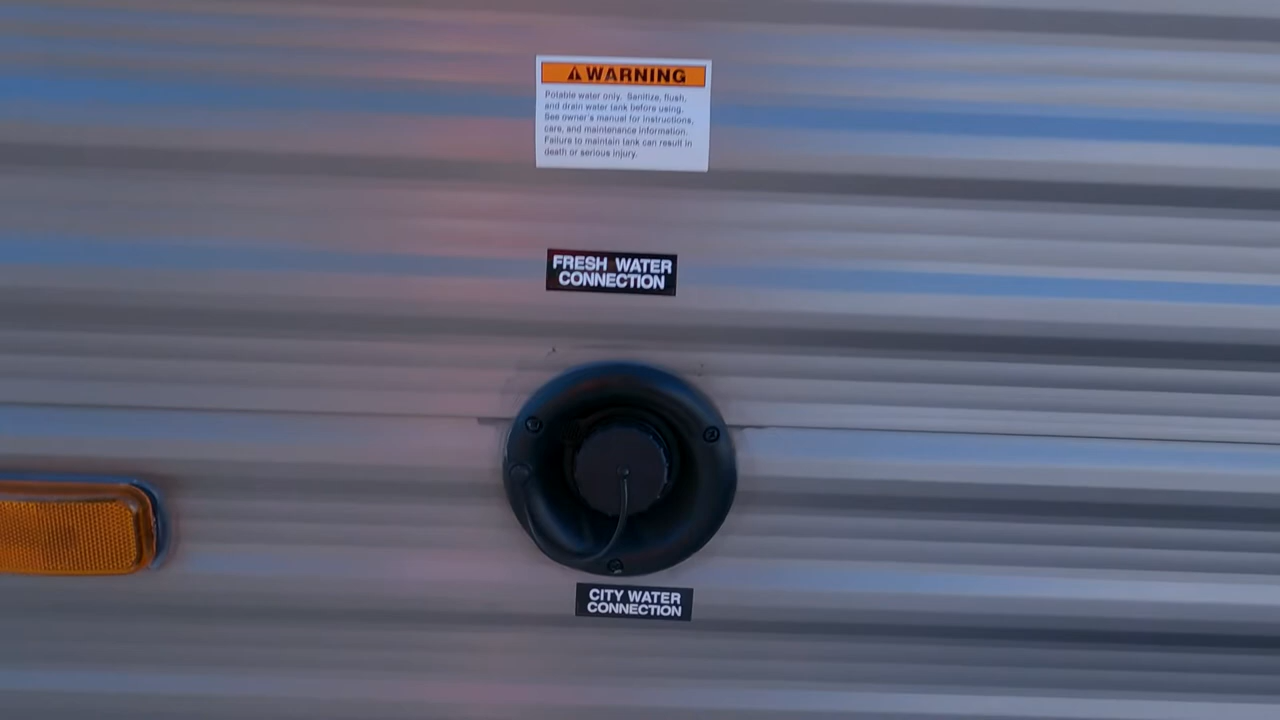 WARNING
Potable water only. Sanitize, flush,
and drain water tank before using.
See owner's manual for instructions,
care, and maintenance information.
Failure to maintain tank can result in
death or serious injury.
FRESH WATER
CONNECTION
CITY WATER
CONNECTION